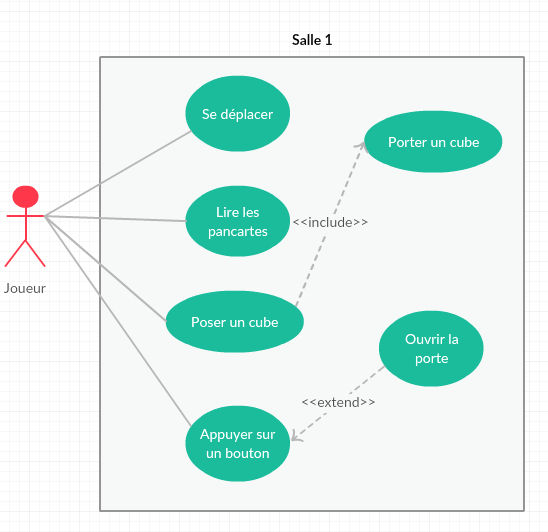 Salle 1
Se déplacer
Porter un cube
Lire les
pancartes
<<include>>
Joueur
Poser un cube
Ouvrir la
porte
<<extend>>
Appuyer sur
un bouton